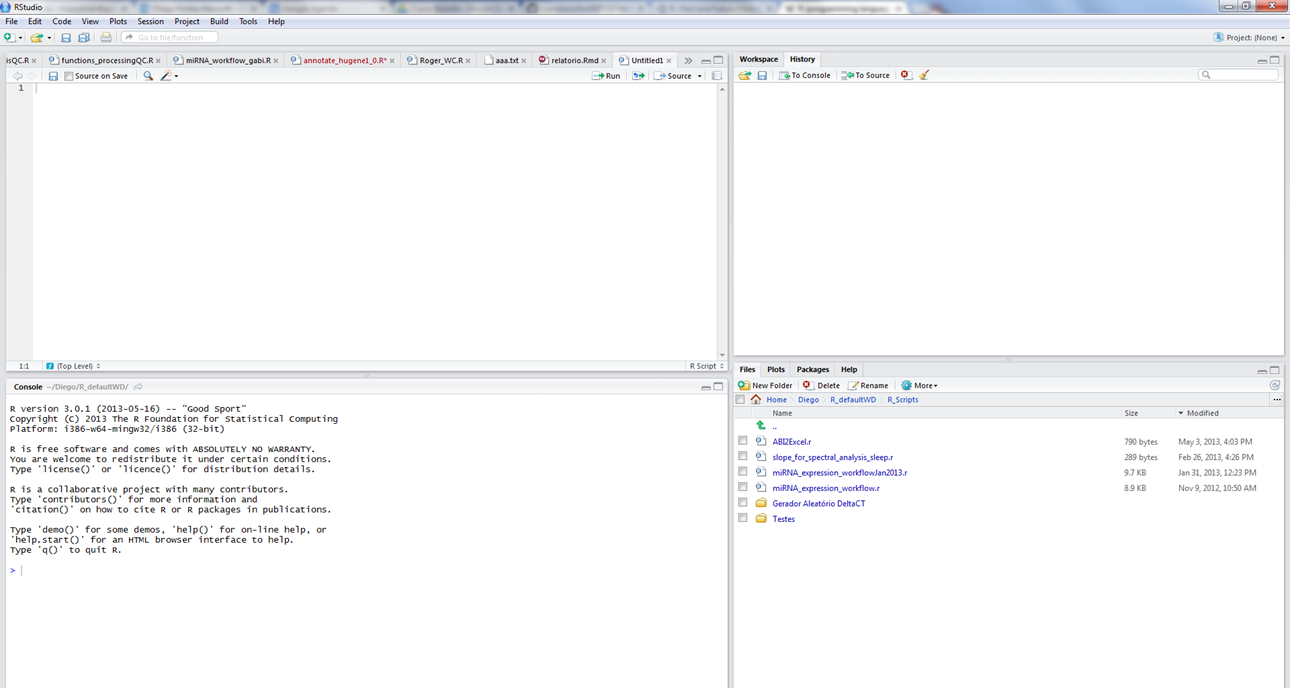 RStudio
File Edit View Plots Session Project Build Tools Help
Go to file/function
Project: (None)
isQC.R functions_processingQC.R miRNA_workflow_gabi.R annotate_hugene1_0.R* Roger_WC.R aaa.txt relatorio.Rmd Untitled1
Source on Save Run Source
1
1:1 (Top Level) R Script
Console ~/Diego/R_defaultWD/
R version 3.0.1 (2013-05-16) -- "Good Sport"
Copyright (C) 2013 The R Foundation for Statistical Computing
Platform: i386-w64-mingw32/i386 (32-bit)
R is free software and comes with ABSOLUTELY NO WARRANTY.
You are welcome to redistribute it under certain conditions.
Type 'license()' or 'licence()' for distribution details.
R is a collaborative project with many contributors.
Type 'contributors()' for more information and
'citation()' on how to cite R or R packages in publications.
Type 'demo()' for some demos, 'help()' for on-line help, or
'help.start()' for an HTML browser interface to help.
Type 'q()' to quit R.
>
Workspace History
To Console To Source
Files Plots Packages Help
New Folder Delete Rename More
Home Diego R_defaultWD R_Scripts ...
Name Size Modified
..
ABI2Excel.r 790 bytes May 3, 2013, 4:03 PM
slope_for_spectral_analysis_sleep.r 289 bytes Feb 26, 2013, 4:26 PM
miRNA_expression_workflowJan2013.r 9.7 KB Jan 31, 2013, 12:23 PM
miRNA_expression_workflow.r 8.9 KB Nov 9, 2012, 10:50 AM
Gerador Aleatório DeltaCT
Testes